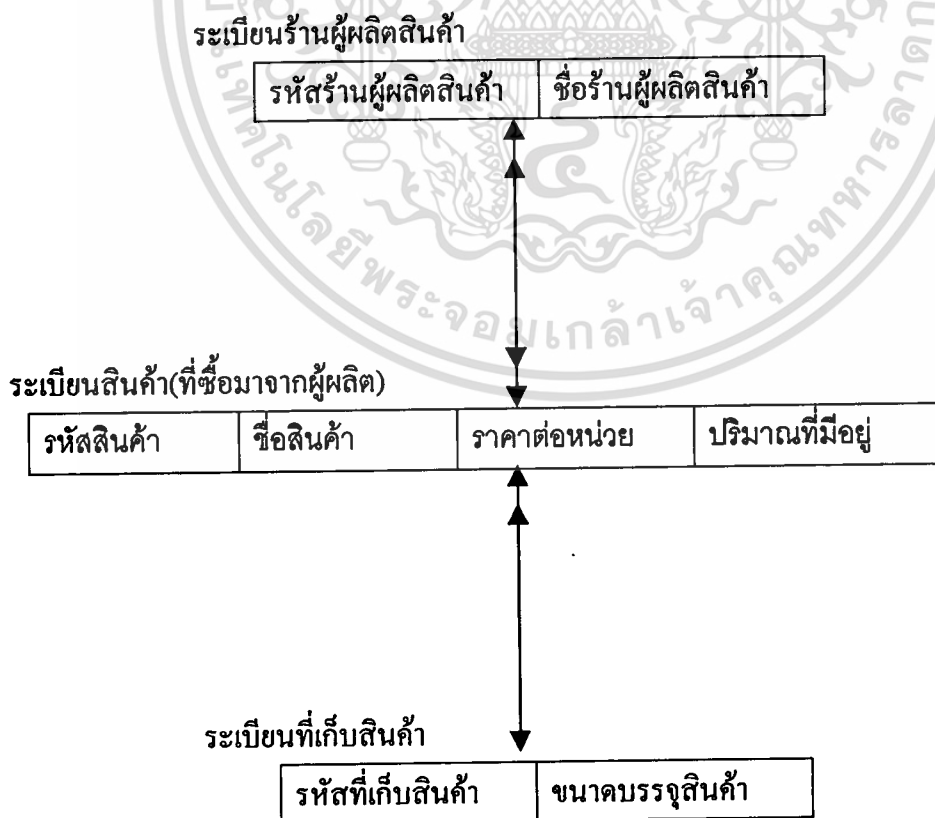 ระเบียนร้านผู้ผลิตสินค้า
รหัสร้านผู้ผลิตสินค้า ชื่อร้านผู้ผลิตสินค้า
ระเบียนสินค้า(ที่ซื้อมาจากผู้ผลิต)
รหัสสินค้า ชื่อสินค้า ราคาต่อหน่วย ปริมาณที่มีอยู่
ระเบียนที่เก็บสินค้า
รหัสที่เก็บสินค้า ขนาดบรรจุสินค้า